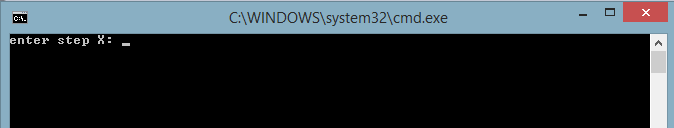 C:\WINDOWS\system32\cmd.exe
enter step X: _